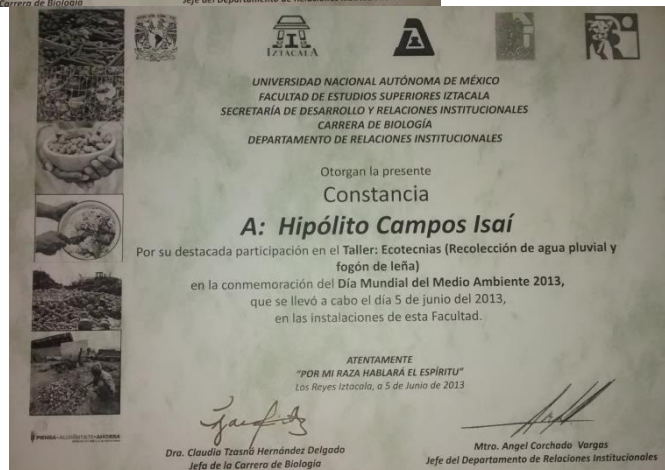 Carrera de Biología
Jefe del Departamento de Relaciones
IZTACALA
UNIVERSIDAD NACIONAL AUTÓNOMA DE MÉXICO
FACULTAD DE ESTUDIOS SUPERIORES IZTACALA
SECRETARÍA DE DESARROLLO Y RELACIONES INSTITUCIONALES
CARRERA DE BIOLOGÍA
DEPARTAMENTO DE RELACIONES INSTITUCIONALES
Otorgan la presente
Constancia
A: Hipólito Campos Isaí
Por su destacada participación en el Taller: Ecotecnias (Recolección de agua pluvial y
fogón de leña)
en la conmemoración del Día Mundial del Medio Ambiente 2013,
que se llevó a cabo el día 5 de junio del 2013,
en las instalaciones de esta Facultad.
ATENTAMENTE
"POR MI RAZA HABLARÁ EL ESPÍRITU"
Los Reyes Iztacala, a 5 de Junio de 2013
Dra. Claudia Tzasná Hernández Delgado
Jefa de la Carrera de Biología
Mtro. Angel Corchado Vargas
Jefe del Departamento de Relaciones Institucionales